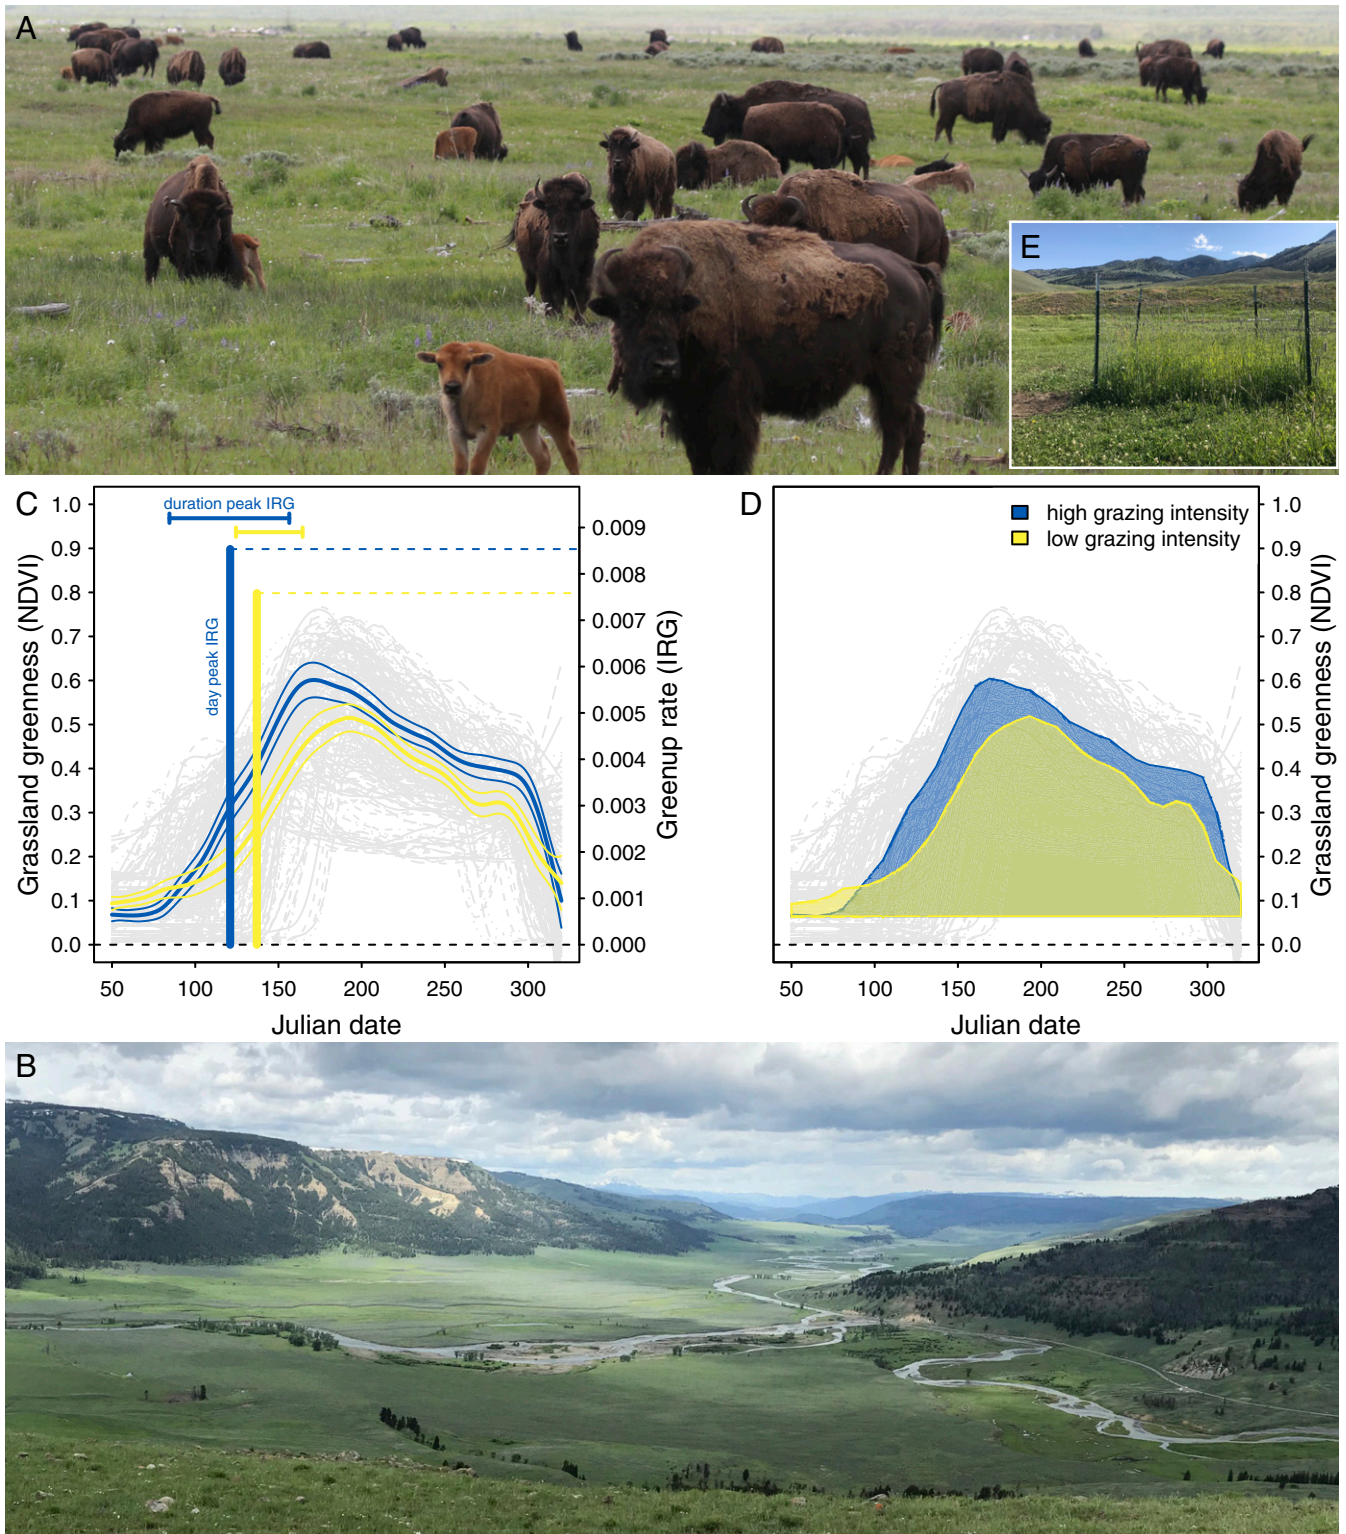 A
E
C
duration peak IRG
1.0
0.9
0.8
0.7
0.6
0.5
0.4
0.3
0.2
0.1
0.0
Grassland greenness (NDVI)
day peak IRG
0.009
0.008
0.007
0.006
0.005
0.004
0.003
0.002
0.001
0.000
Greenup rate (IRG)
50 100 150 200 250 300
Julian date
D
high grazing intensity
low grazing intensity
1.0
0.9
0.8
0.7
0.6
0.5
0.4
0.3
0.2
0.1
0.0
Grassland greenness (NDVI)
50 100 150 200 250 300
Julian date
B